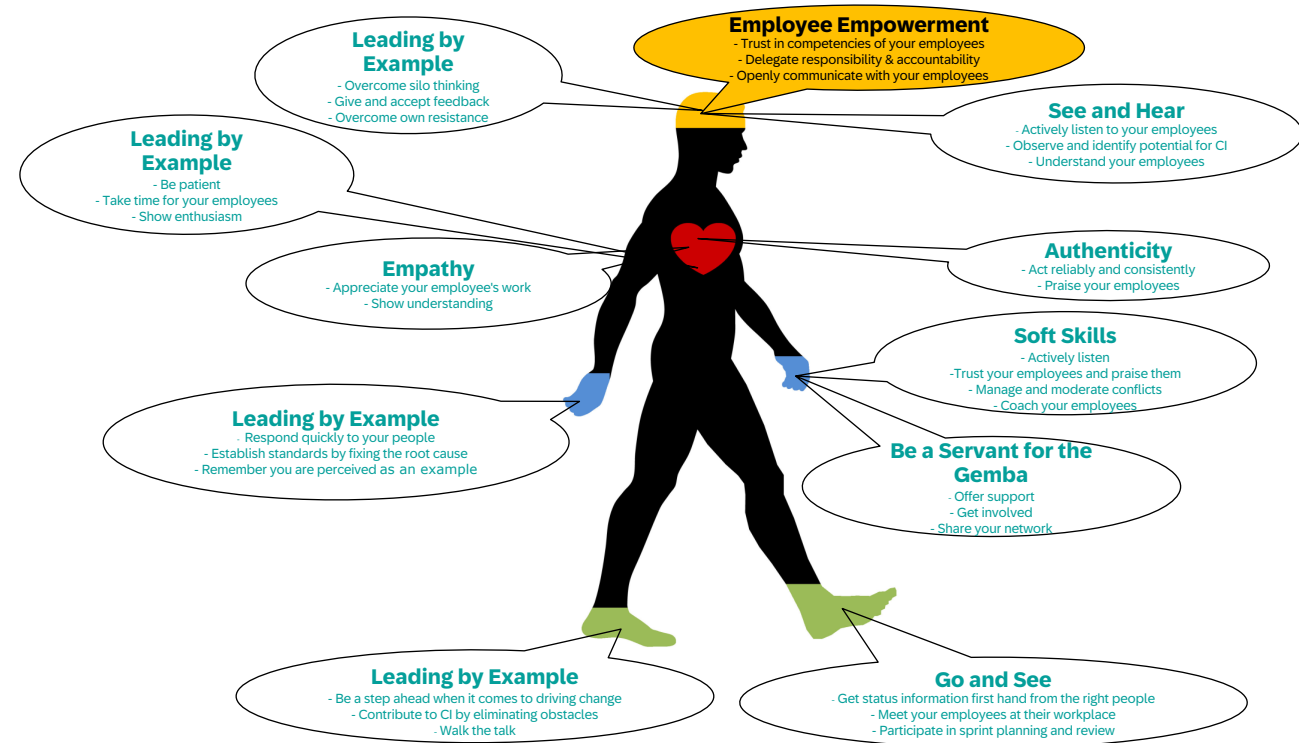 Employee Empowerment
- Trust in competencies of your employees
- Delegate responsibility & accountability
- Openly communicate with your employees
Leading by
Example
- Overcome silo thinking
- Give and accept feedback
- Overcome own resistance
See and Hear
- Actively listen to your employees
- Observe and identify potential for CI
- Understand your employees
Leading by
Example
- Be patient
- Take time for your employees
- Show enthusiasm
Empathy
- Appreciate your employee's work
- Show understanding
Authenticity
- Act reliably and consistently
- Praise your employees
Soft Skills
- Actively listen
-Trust your employees and praise them
- Manage and moderate conflicts
- Coach your employees
Leading by Example
- Respond quickly to your people
- Establish standards by fixing the root cause
- Remember you are perceived as an example
Be a Servant for the
Gemba
- Offer support
- Get involved
- Share your network
Leading by Example
- Be a step ahead when it comes to driving change
- Contribute to CI by eliminating obstacles
- Walk the talk
Go and See
- Get status information first hand from the right people
- Meet your employees at their workplace
- Participate in sprint planning and review